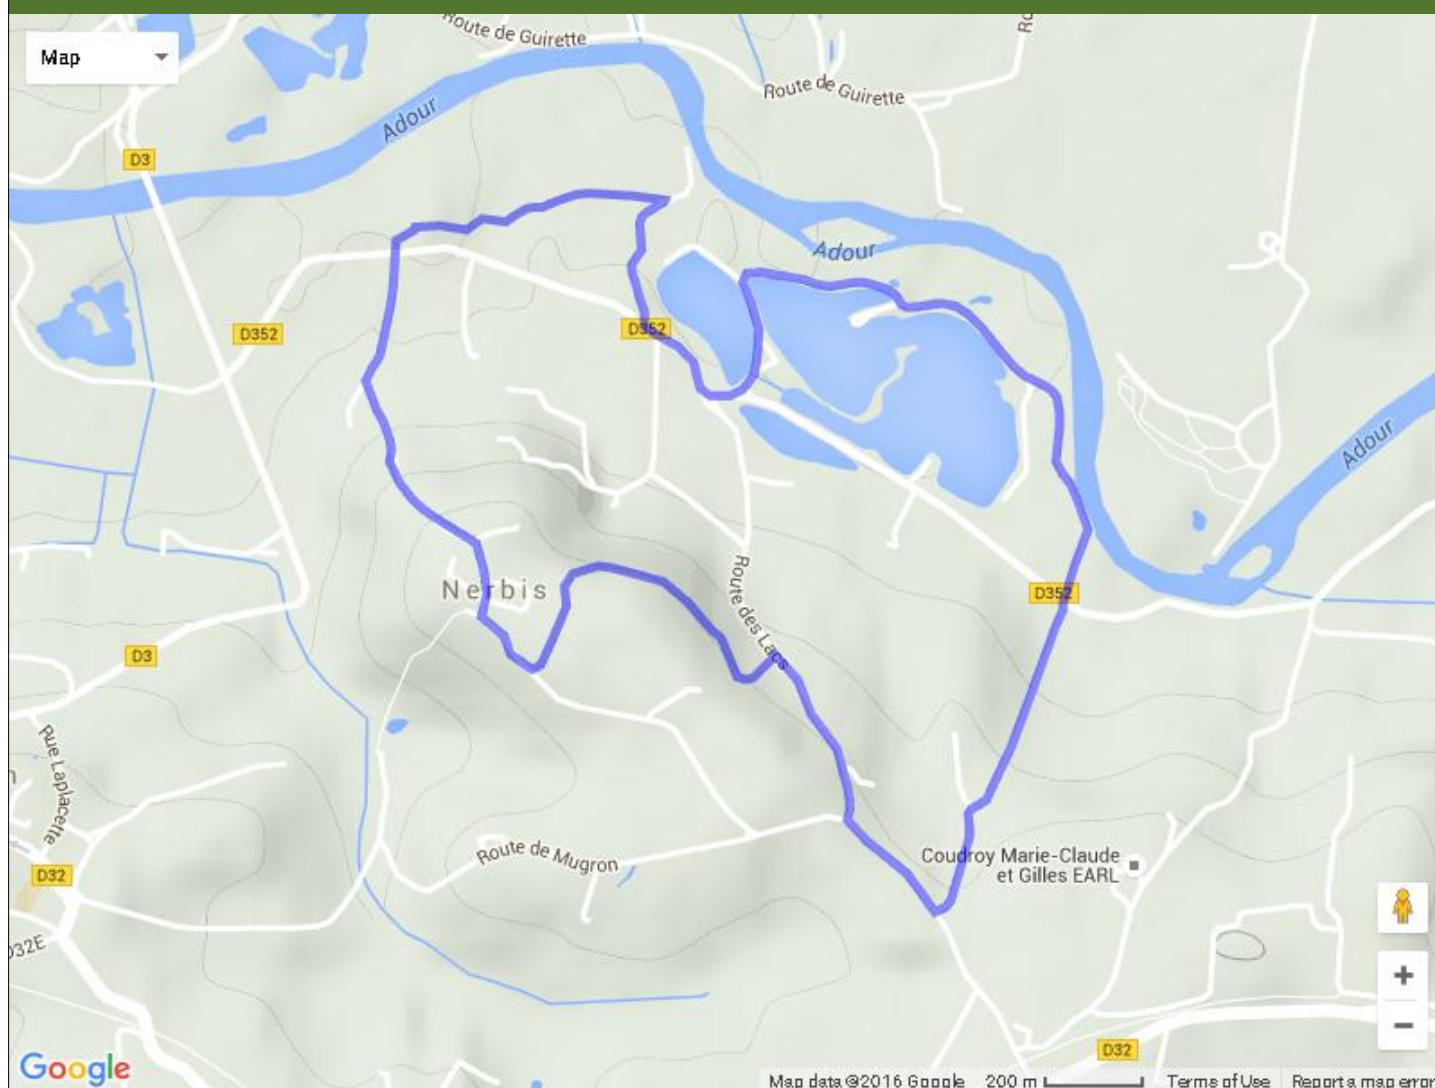 Route de Guirette
Map
Route de Guirette
Adour
D3
Adour
D352
D352
Adour
Route des Lacs
Nerbis
D352
D3
Rue Laplacette
Route de Mugron
Coudroy Marie-Claude
et Gilles EARL
D32
D32E
D32
Google
Map data ©2016 Google 200 m Terms of Use Report a map error